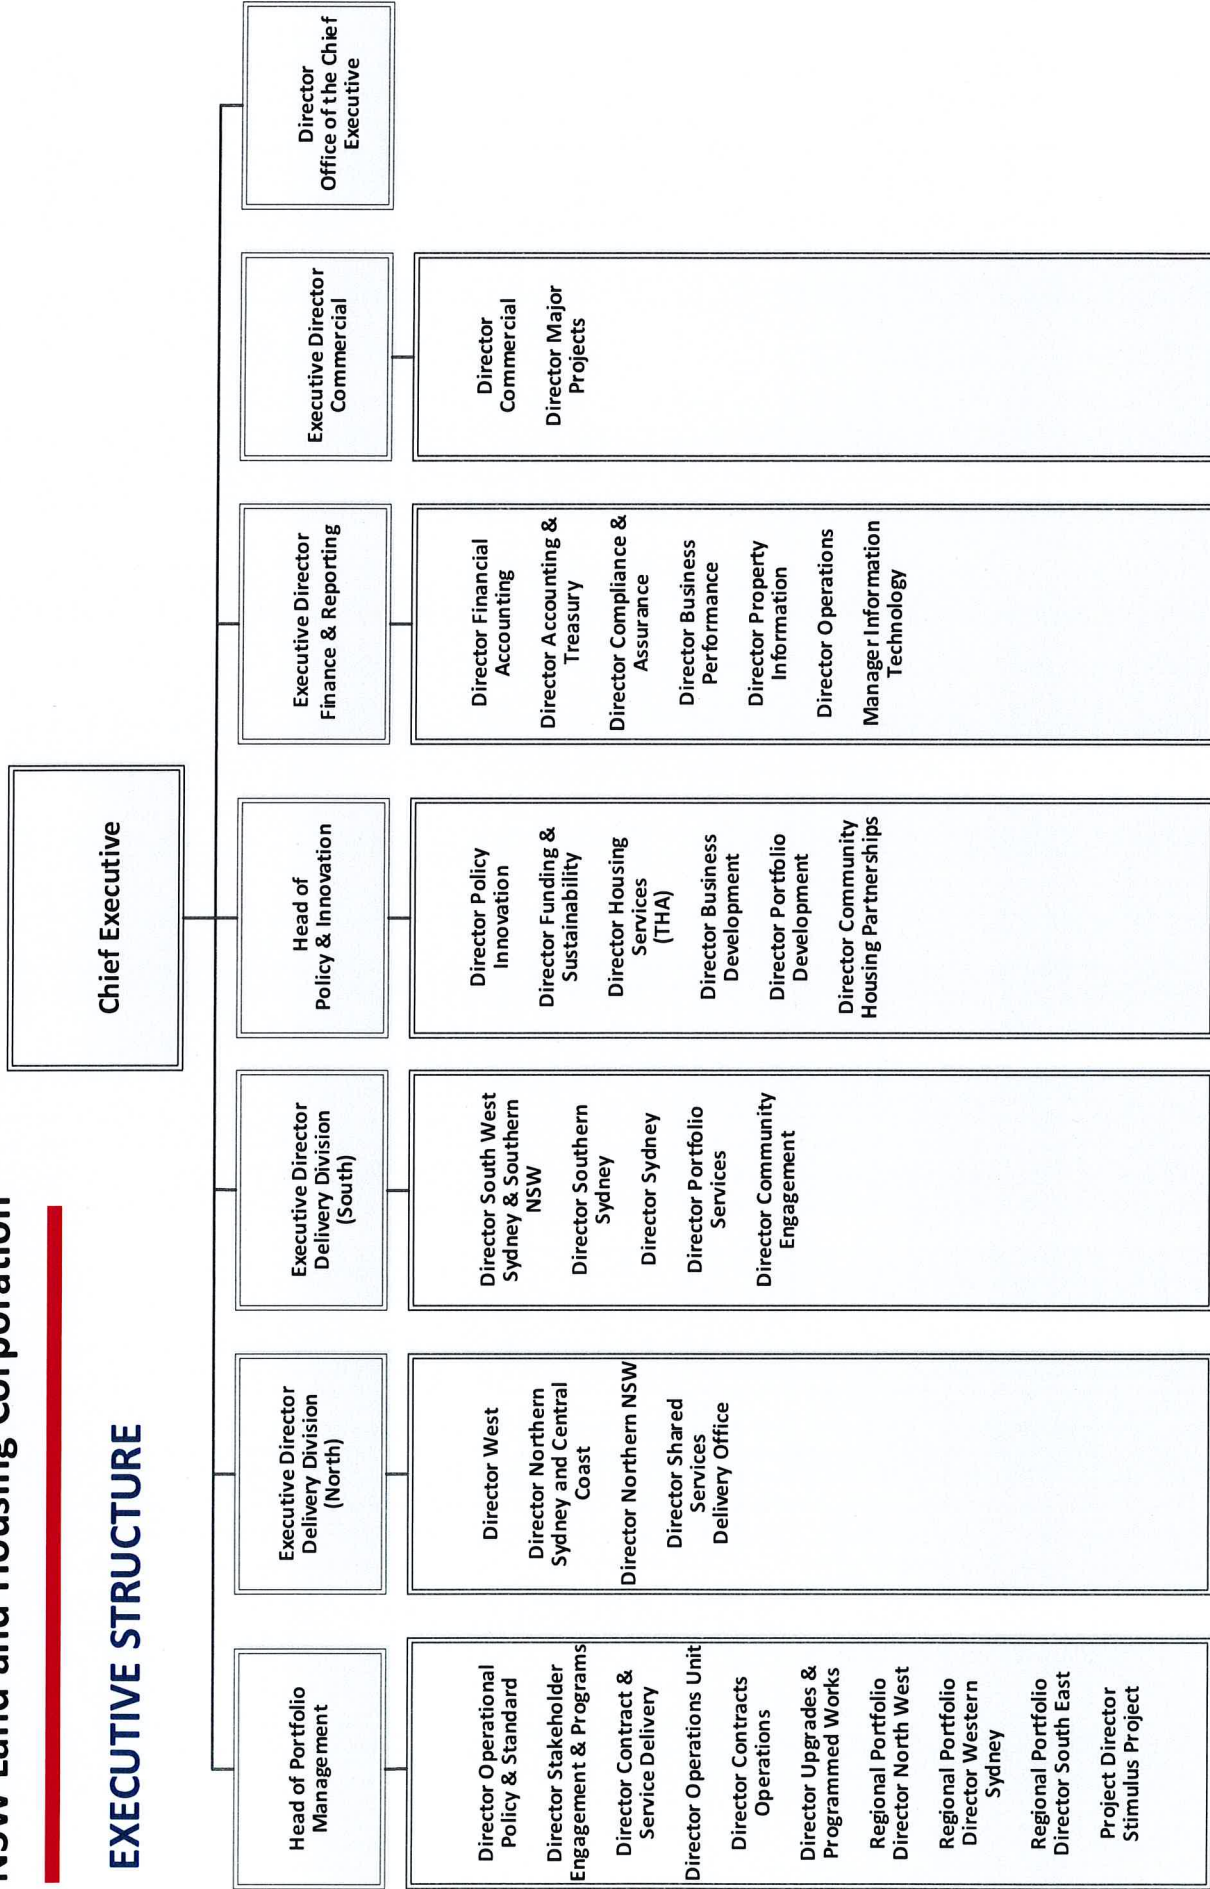 NSW Land and Housing Corporation
EXECUTIVE STRUCTURE
Chief Executive
Head of Portfolio
Management
Executive Director
Delivery Division
(North)
Executive Director
Delivery Division
(South)
Head of
Policy & Innovation
Executive Director
Finance & Reporting
Executive Director
Commercial
Director
Office of the Chief
Executive
Director Operational
Policy & Standard
Director Stakeholder
Engagement & Programs
Director Contract &
Service Delivery
Director Operations Unit
Director Contracts
Operations
Director Upgrades &
Programmed Works
Regional Portfolio
Director North West
Regional Portfolio
Director Western
Sydney
Regional Portfolio
Director South East
Project Director
Stimulus Project
Director West
Director Northern
Sydney and Central
Coast
Director Northern NSW
Director Shared
Services
Delivery Office
Director South West
Sydney & Southern
NSW
Director Southern
Sydney
Director Sydney
Director Portfolio
Services
Director Community
Engagement
Director Policy
Innovation
Director Funding &
Sustainability
Director Housing
Services
(THA)
Director Business
Development
Director Portfolio
Development
Director Community
Housing Partnerships
Director Financial
Accounting
Director Accounting &
Treasury
Director Compliance &
Assurance
Director Business
Performance
Director Property
Information
Director Operations
Manager Information
Technology
Director
Commercial
Director Major
Projects